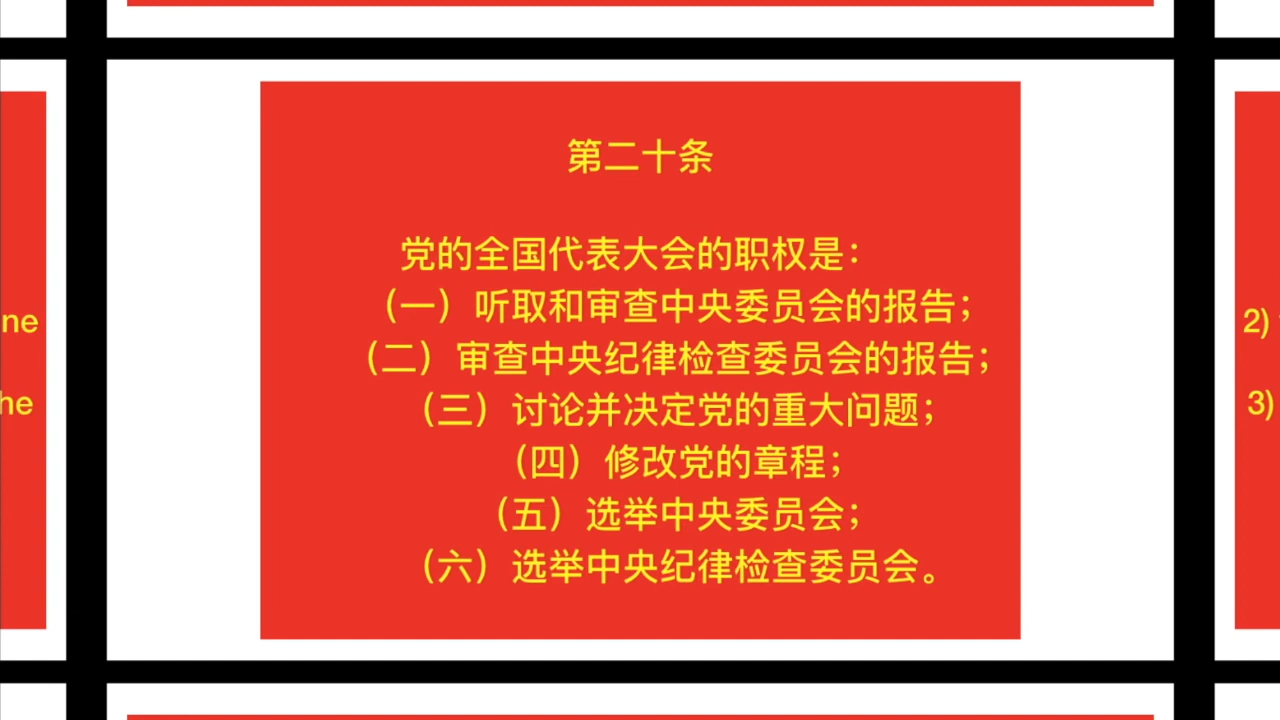 第二十条
党的全国代表大会的职权是：
（一）听取和审查中央委员会的报告；
（二）审查中央纪律检查委员会的报告；
（三）讨论并决定党的重大问题；
（四）修改党的章程；
（五）选举中央委员会；
（六）选举中央纪律检查委员会。
ne
he
2)
3)